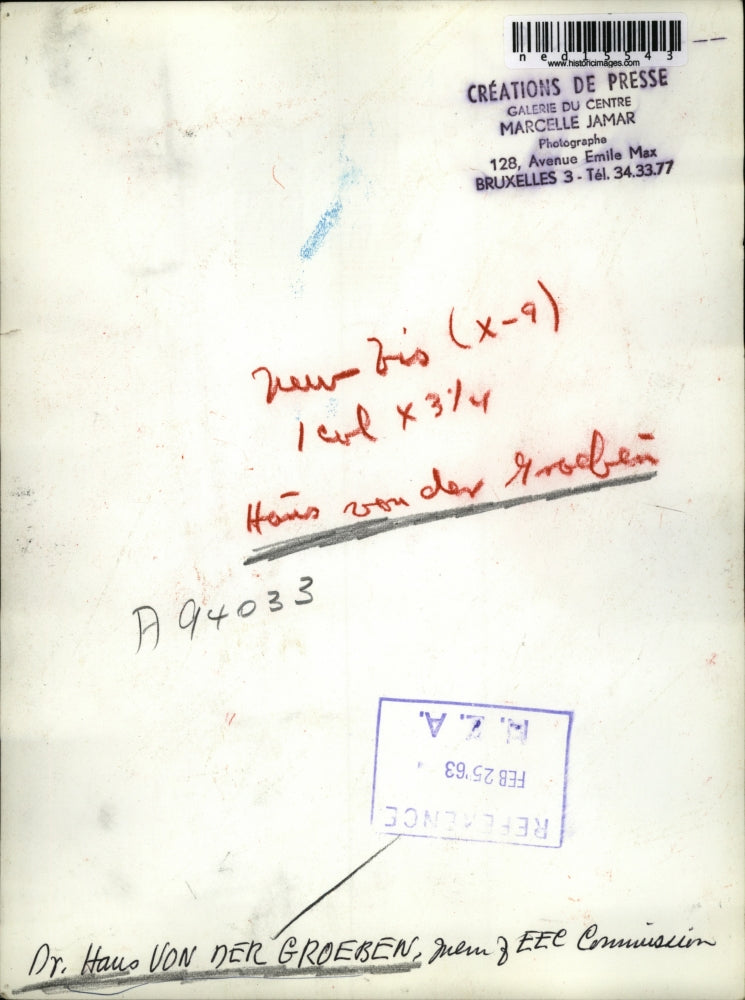 ned15543
www.historicimages.com
CRÉATIONS DE PRESSE
GALERIE DU CENTRE
MARCELLE JAMAR
Photographe
128, Avenue Emile Max
BRUXELLES 3 - Tél. 34.33.77
new bis (x-9)
1 col x 3 1/4
Hans von der Groeben
A 94033
REFERENCE
FEB 25 '63
N. E. A.
Dr. Hans VON DER GROEBEN, mem of EEC Commission